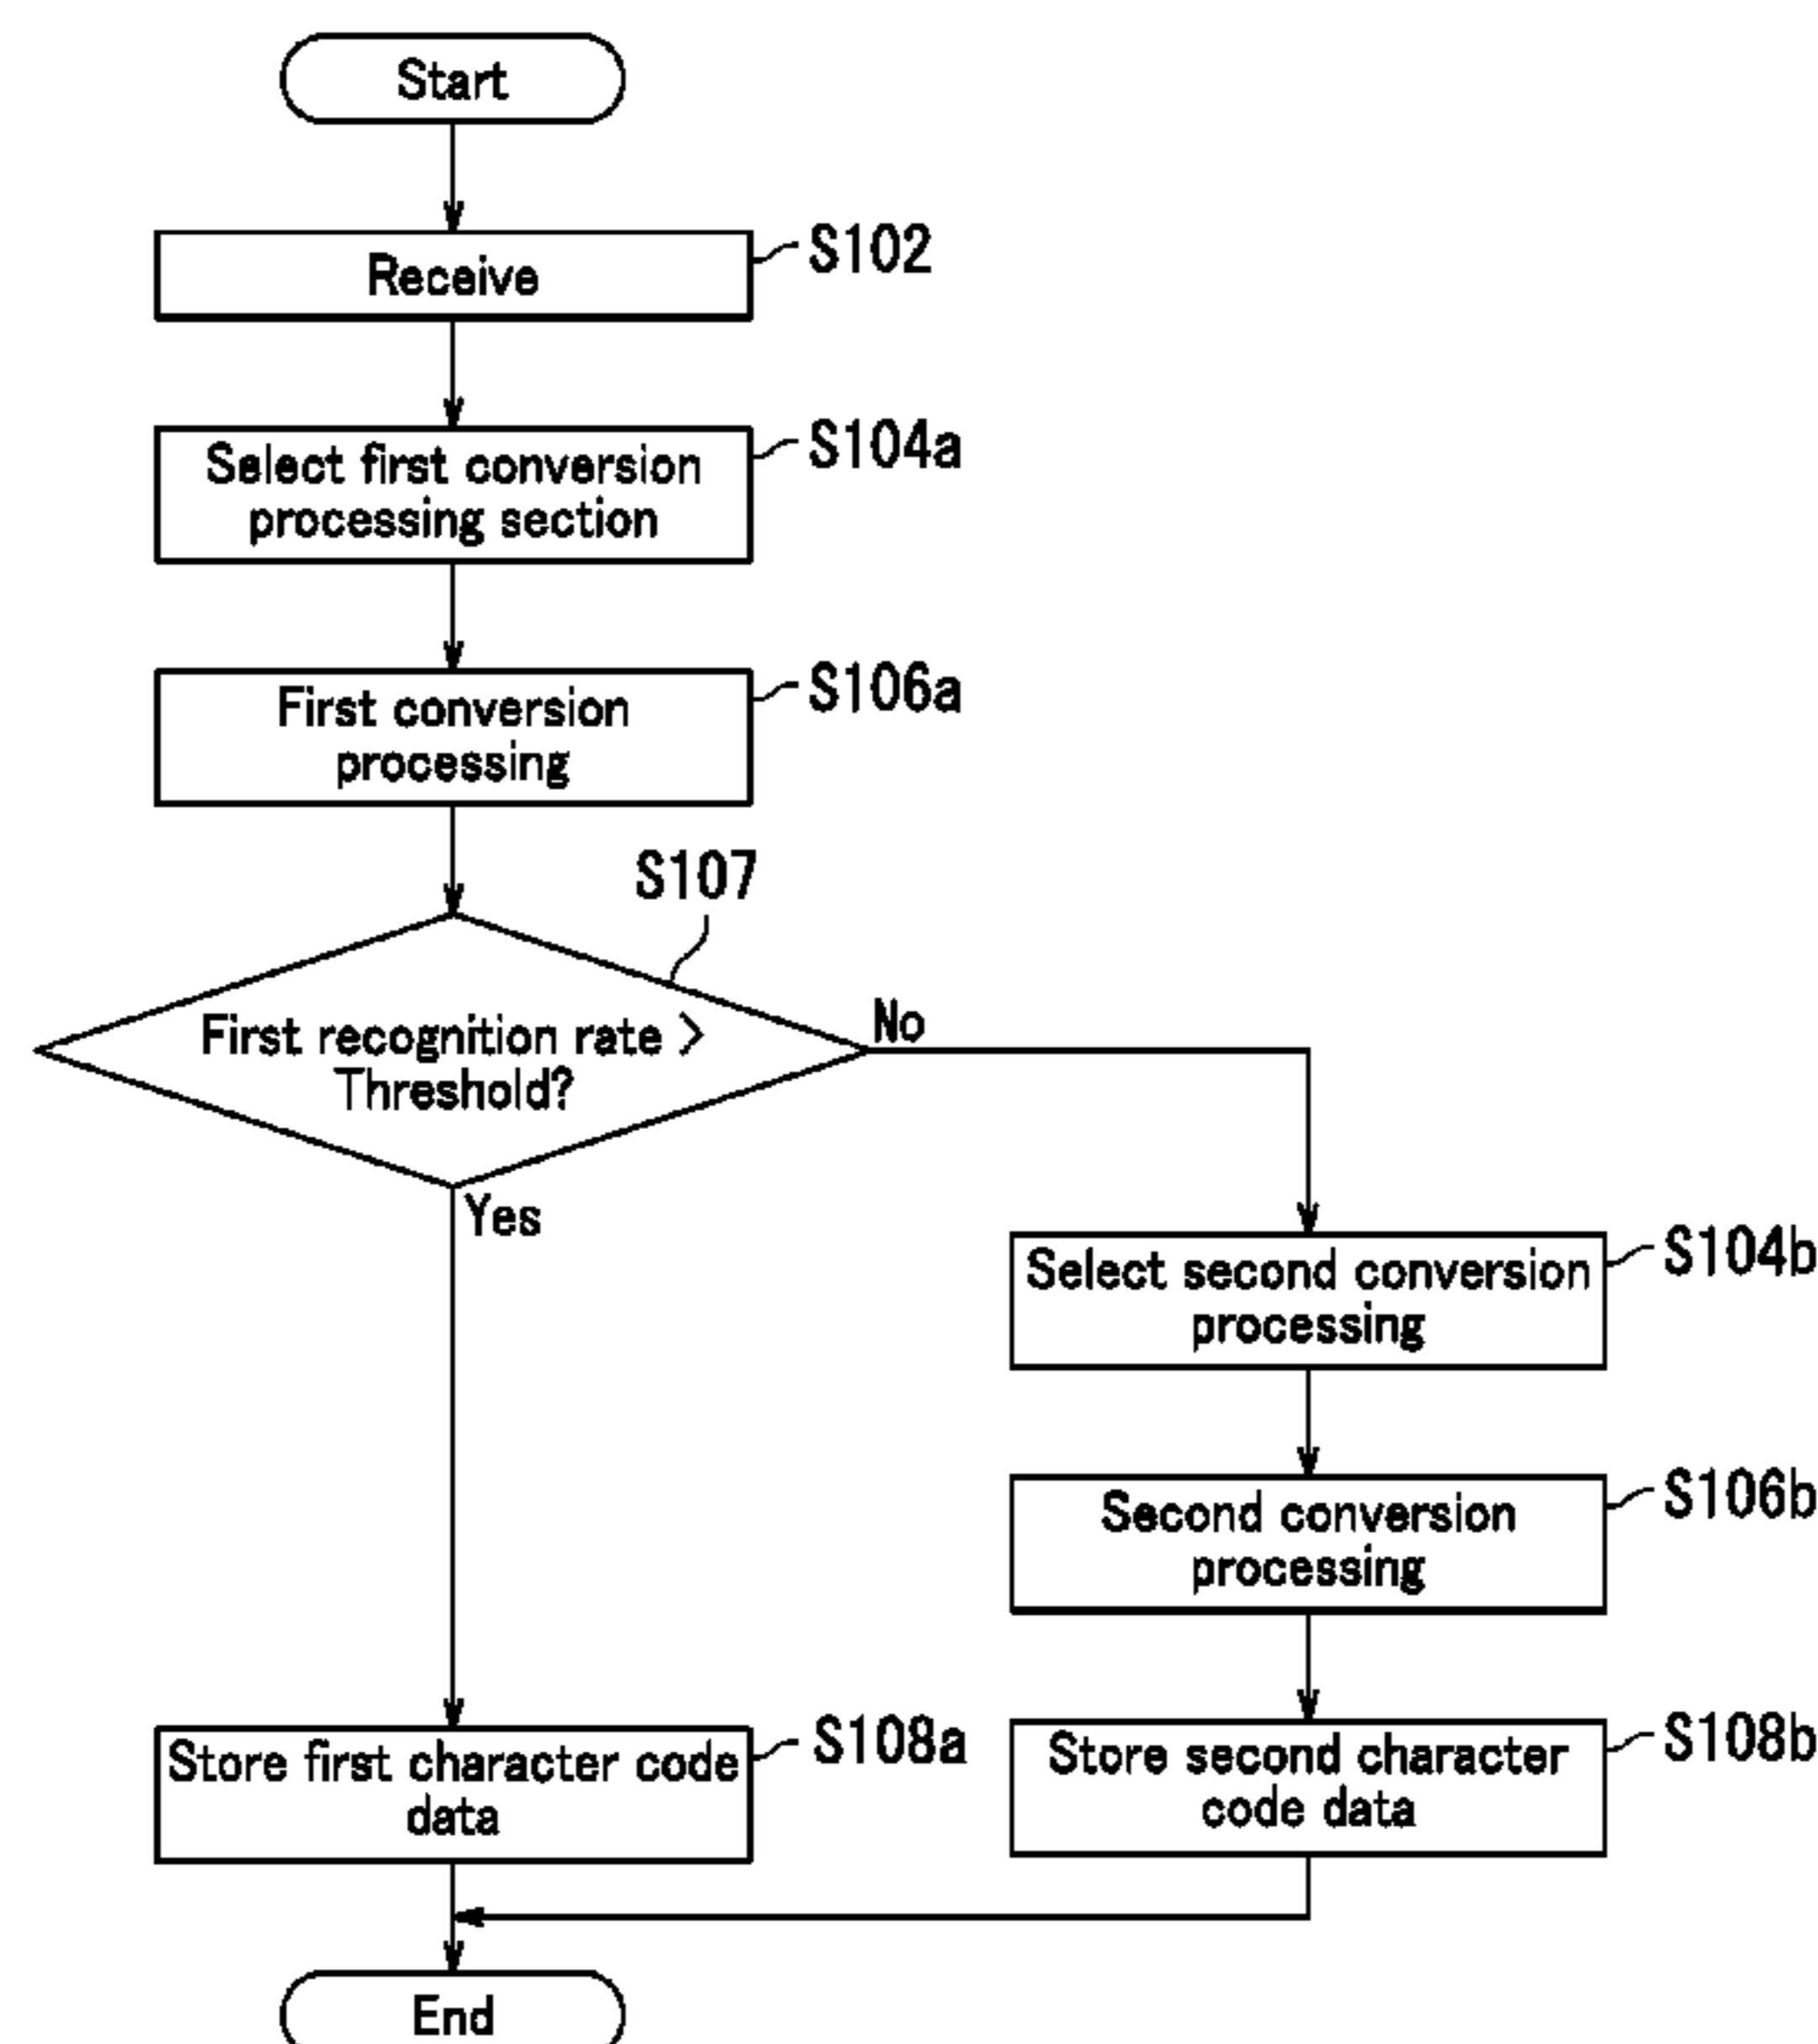 Start
Receive
S102
Select first conversion
processing section
S104a
First conversion
processing
S106a
S107
First recognition rate >
Threshold?
No
Yes
Select second conversion
processing
S104b
Second conversion
processing
S106b
Store first character code
data
S108a
Store second character
code data
S108b
End